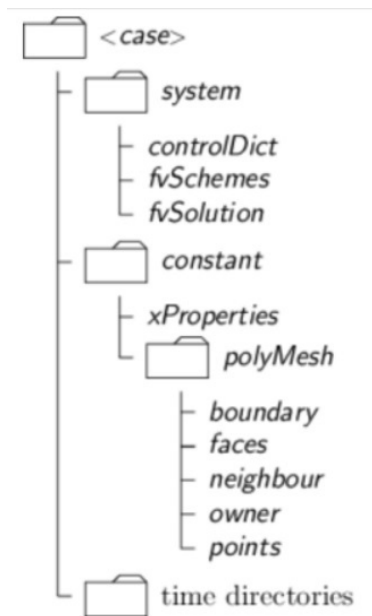 <case>
system
controlDict
fvSchemes
fvSolution
constant
xProperties
polyMesh
boundary
faces
neighbour
owner
points
time directories